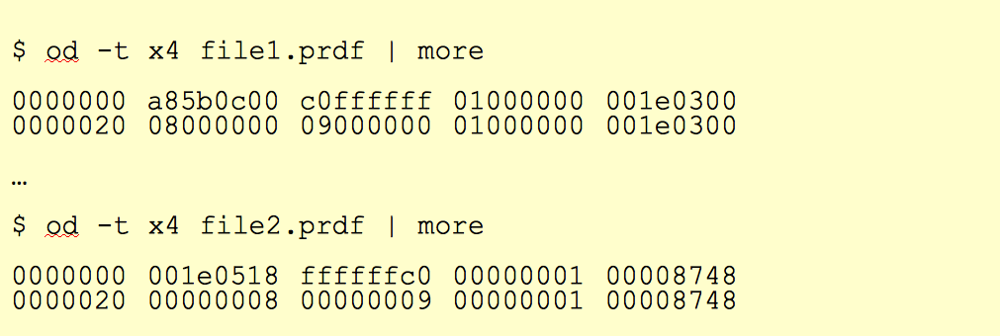 $ od -t x4 file1.prdf | more
0000000 a85b0c00 c0ffffff 01000000 001e0300
0000020 08000000 09000000 01000000 001e0300
…
$ od -t x4 file2.prdf | more
0000000 001e0518 ffffffc0 00000001 00008748
0000020 00000008 00000009 00000001 00008748